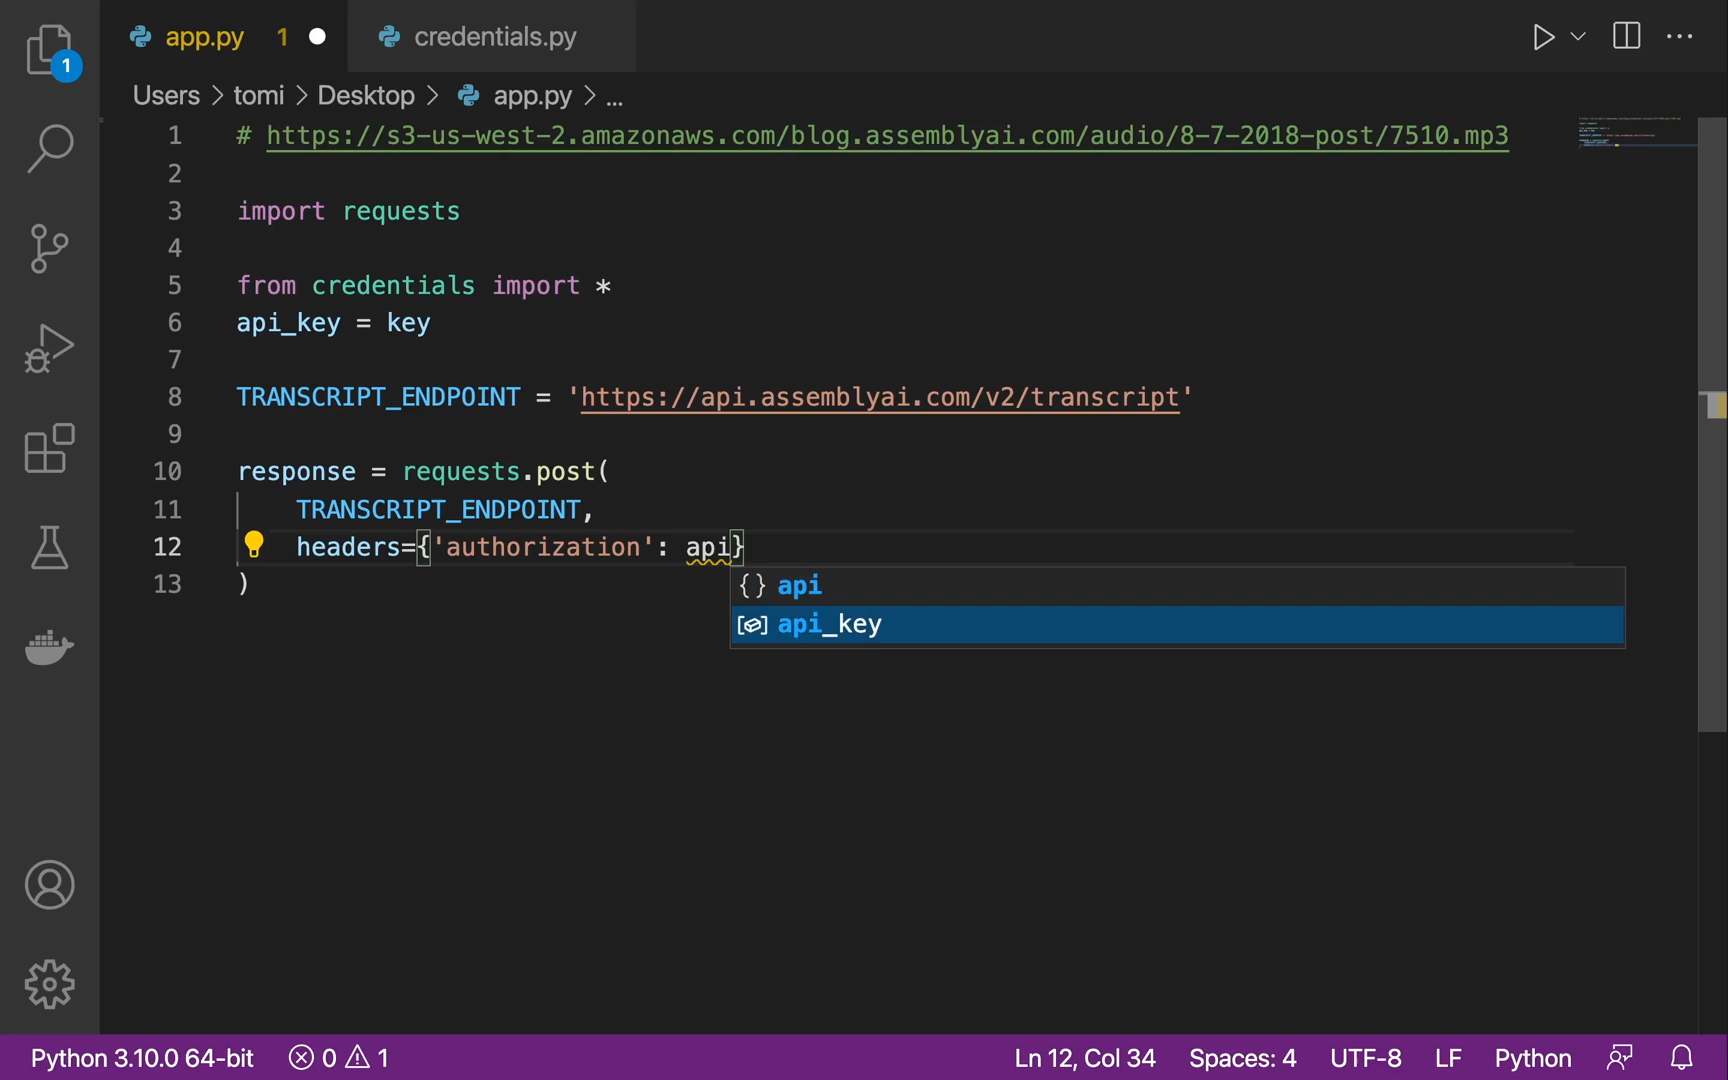 1
app.py 1 credentials.py
Users > tomi > Desktop > app.py > ...
1 # https://s3-us-west-2.amazonaws.com/blog.assemblyai.com/audio/8-7-2018-post/7510.mp3
2
3 import requests
4
5 from credentials import *
6 api_key = key
7
8 TRANSCRIPT_ENDPOINT = 'https://api.assemblyai.com/v2/transcript'
9
10 response = requests.post(
11     TRANSCRIPT_ENDPOINT,
12     headers={'authorization': api}
13 )
{} api
api_key
Python 3.10.0 64-bit 0 1 Ln 12, Col 34 Spaces: 4 UTF-8 LF Python